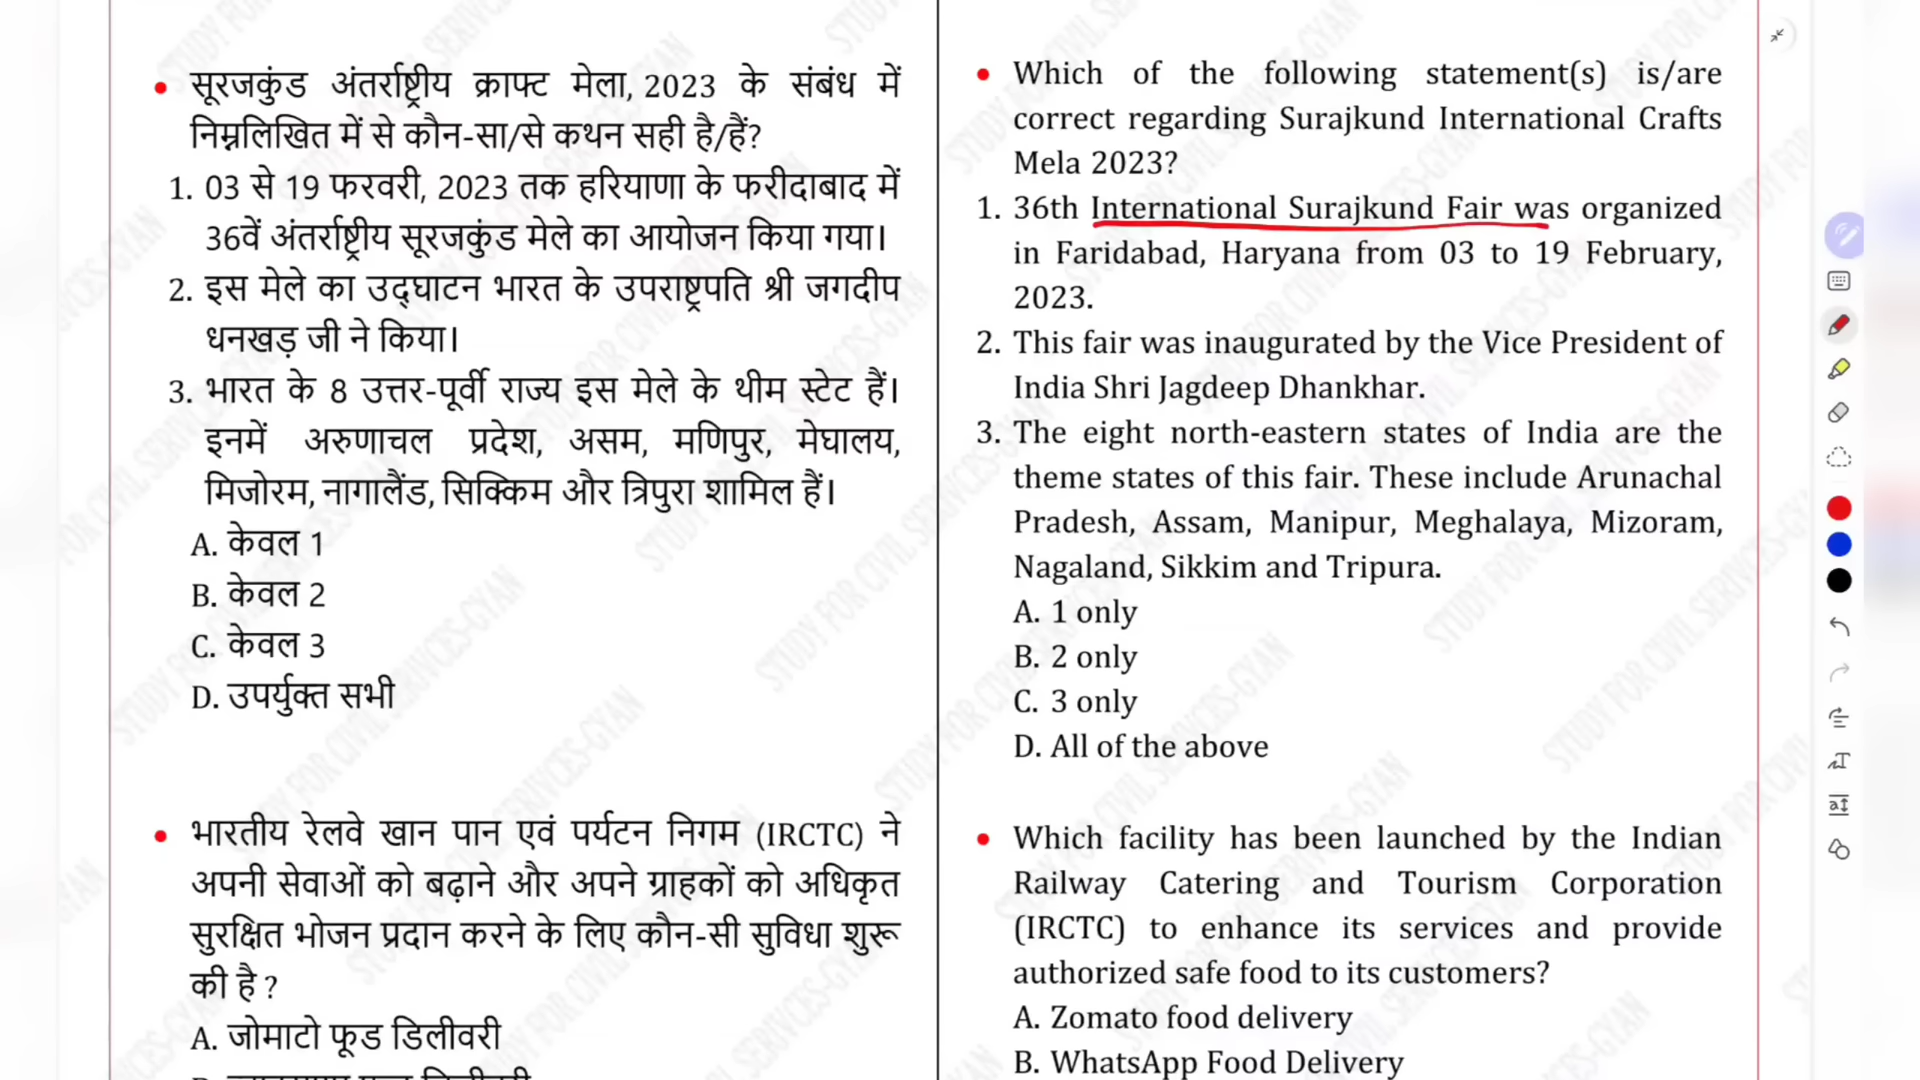 सूरजकुंड अंतर्राष्ट्रीय क्राफ्ट मेला, 2023 के संबंध में
निम्नलिखित में से कौन-सा/से कथन सही है/हैं?
1. 03 से 19 फरवरी, 2023 तक हरियाणा के फरीदाबाद में
36वें अंतर्राष्ट्रीय सूरजकुंड मेले का आयोजन किया गया।
2. इस मेले का उद्घाटन भारत के उपराष्ट्रपति श्री जगदीप
धनखड़ जी ने किया।
3. भारत के 8 उत्तर-पूर्वी राज्य इस मेले के थीम स्टेट हैं।
इनमें अरुणाचल प्रदेश, असम, मणिपुर, मेघालय,
मिजोरम, नागालैंड, सिक्किम और त्रिपुरा शामिल हैं।
A. केवल 1
B. केवल 2
C. केवल 3
D. उपर्युक्त सभी
भारतीय रेलवे खान पान एवं पर्यटन निगम (IRCTC) ने
अपनी सेवाओं को बढ़ाने और अपने ग्राहकों को अधिकृत
सुरक्षित भोजन प्रदान करने के लिए कौन-सी सुविधा शुरू
की है ?
A. जोमाटो फूड डिलीवरी
Which of the following statement(s) is/are
correct regarding Surajkund International Crafts
Mela 2023?
1. 36th International Surajkund Fair was organized
in Faridabad, Haryana from 03 to 19 February,
2023.
2. This fair was inaugurated by the Vice President of
India Shri Jagdeep Dhankhar.
3. The eight north-eastern states of India are the
theme states of this fair. These include Arunachal
Pradesh, Assam, Manipur, Meghalaya, Mizoram,
Nagaland, Sikkim and Tripura.
A. 1 only
B. 2 only
C. 3 only
D. All of the above
Which facility has been launched by the Indian
Railway Catering and Tourism Corporation
(IRCTC) to enhance its services and provide
authorized safe food to its customers?
A. Zomato food delivery
B. WhatsApp Food Delivery
STUDY FOR CIVIL SERIVCES-GYAN